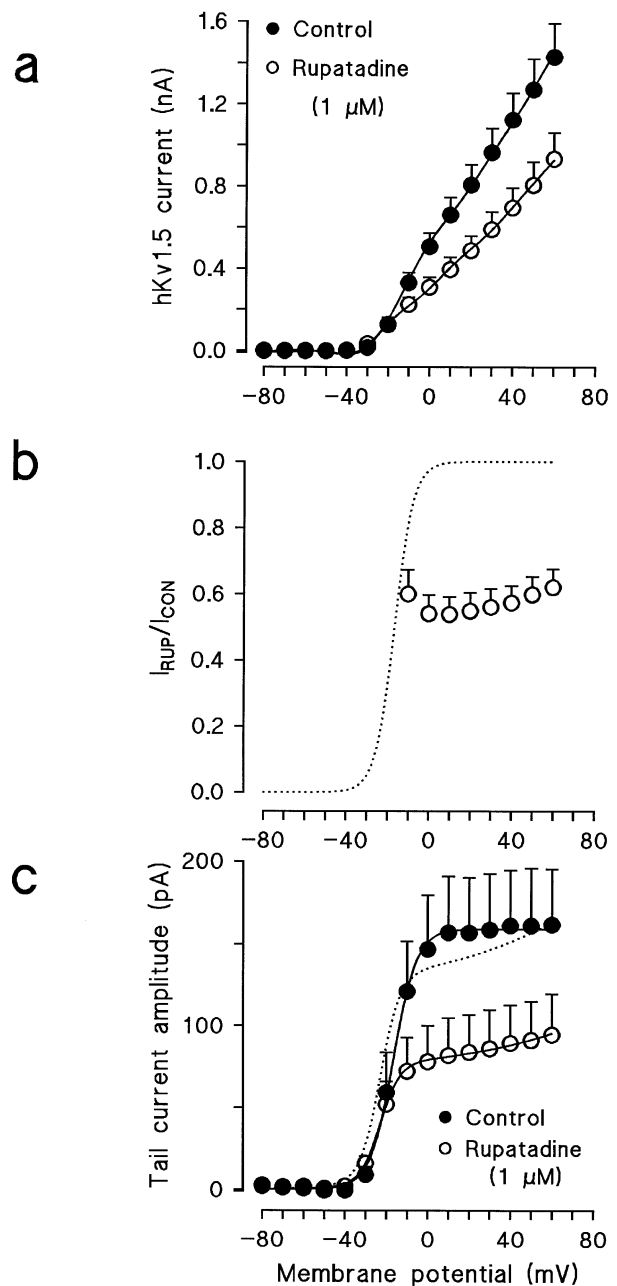 a
hKv1.5 current (nA)
1.6
1.2
0.8
0.4
0.0
Control
Rupatadine
(1 μM)
−80 −40 0 40 80
b
I_RUP/I_CON
1.0
0.8
0.6
0.4
0.2
0.0
−80 −40 0 40 80
c
Tail current amplitude (pA)
200
100
0
Control
Rupatadine
(1 μM)
−80 −40 0 40 80
Membrane potential (mV)